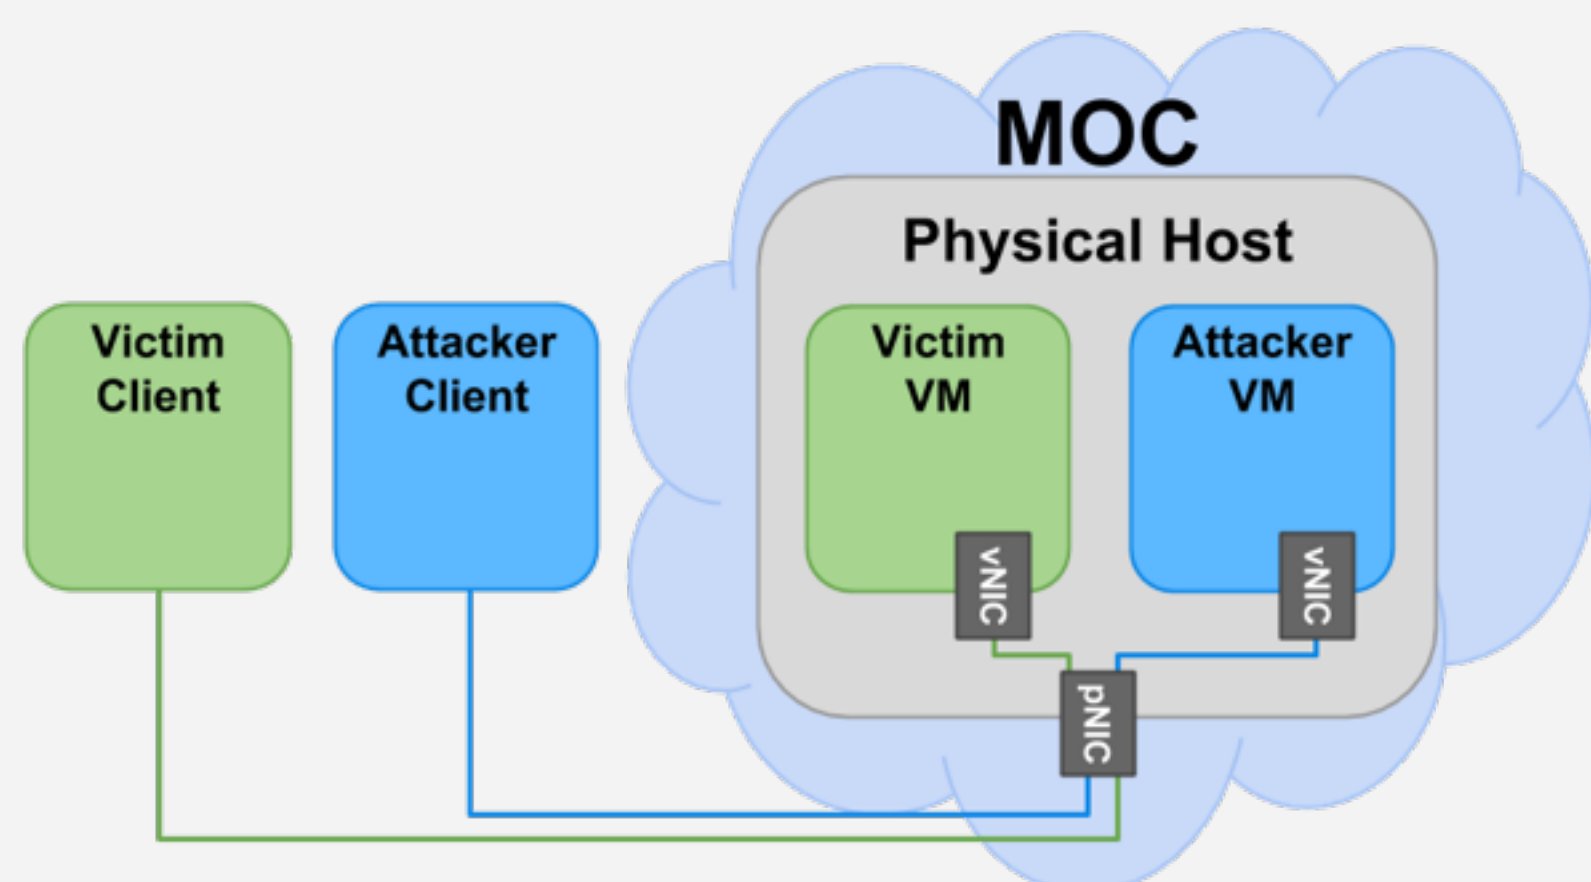 MOC
Physical Host
Victim
Client
Attacker
Client
Victim
VM
Attacker
VM
vNIC
vNIC
pNIC